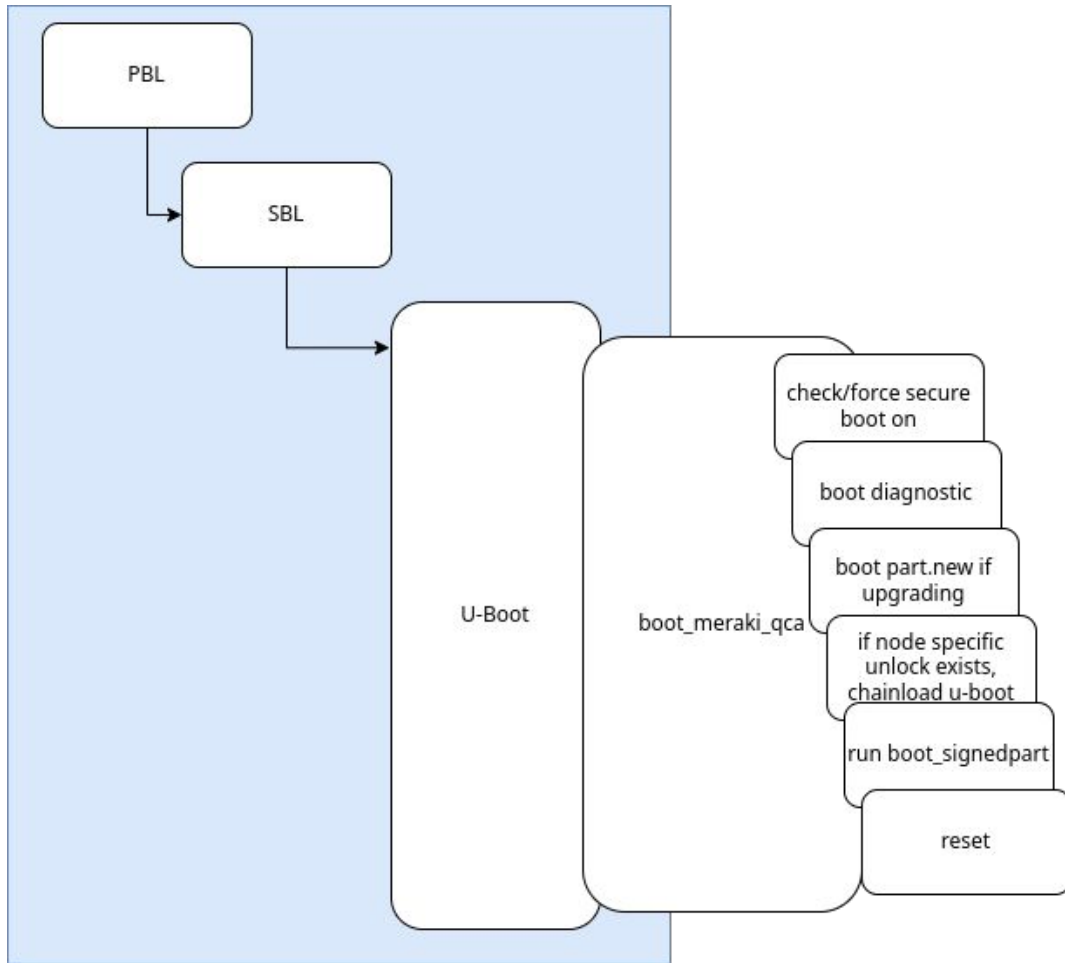 PBL
SBL
U-Boot
boot_meraki_qca
check/force secure
boot on
boot diagnostic
boot part.new if
upgrading
if node specific
unlock exists,
chainload u-boot
run boot_signedpart
reset